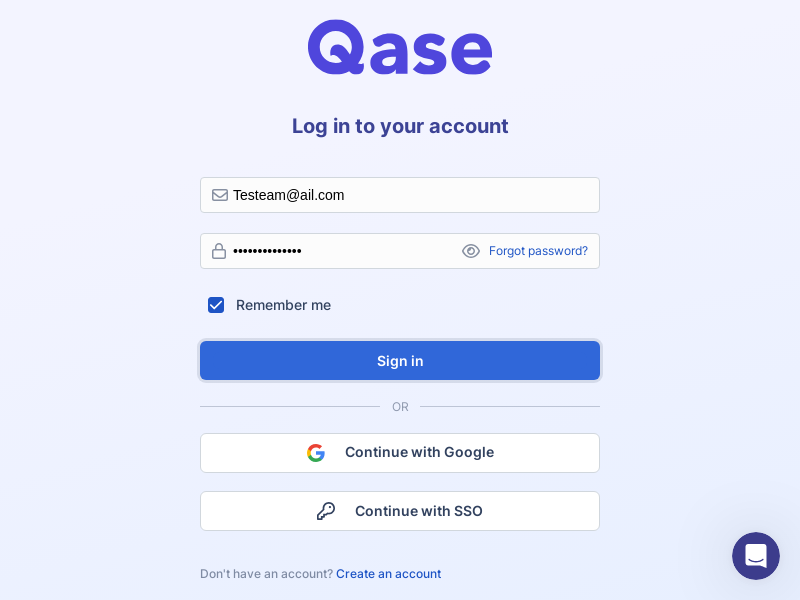 Qase
Log in to your account
Testeam@ail.com
••••••••••••••
Forgot password?
Remember me
Sign in
OR
Continue with Google
Continue with SSO
Don't have an account? Create an account